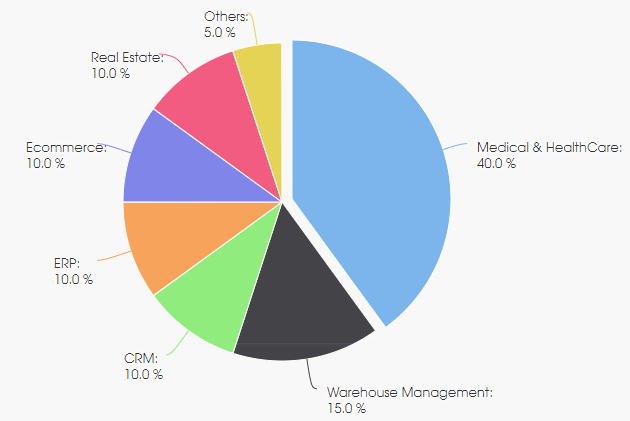 Others:
5.0 %
Real Estate:
10.0 %
Ecommerce:
10.0 %
Medical & HealthCare:
40.0 %
ERP:
10.0 %
CRM:
10.0 %
Warehouse Management:
15.0 %